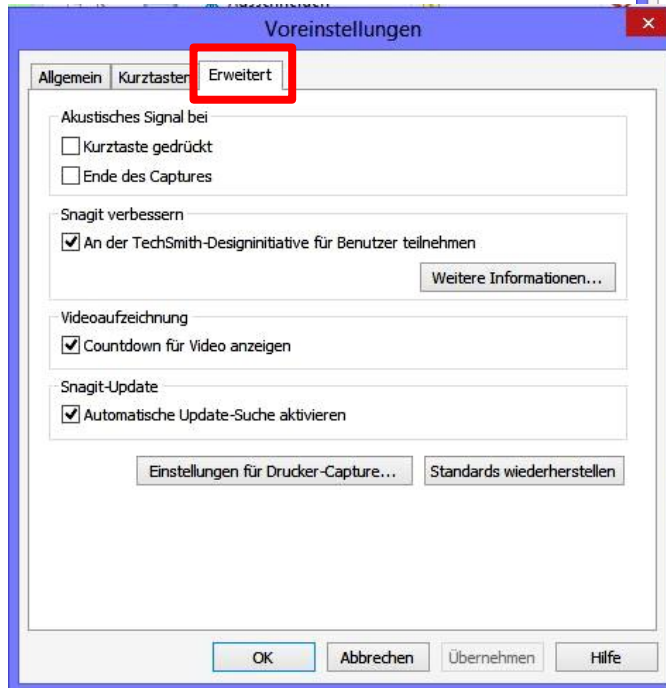 Ausschneiden
Voreinstellungen
Allgemein Kurztasten Erweitert
Akustisches Signal bei
Kurztaste gedrückt
Ende des Captures
Snagit verbessern
An der TechSmith-Designinitiative für Benutzer teilnehmen
Weitere Informationen...
Videoaufzeichnung
Countdown für Video anzeigen
Snagit-Update
Automatische Update-Suche aktivieren
Einstellungen für Drucker-Capture... Standards wiederherstellen
OK Abbrechen Übernehmen Hilfe